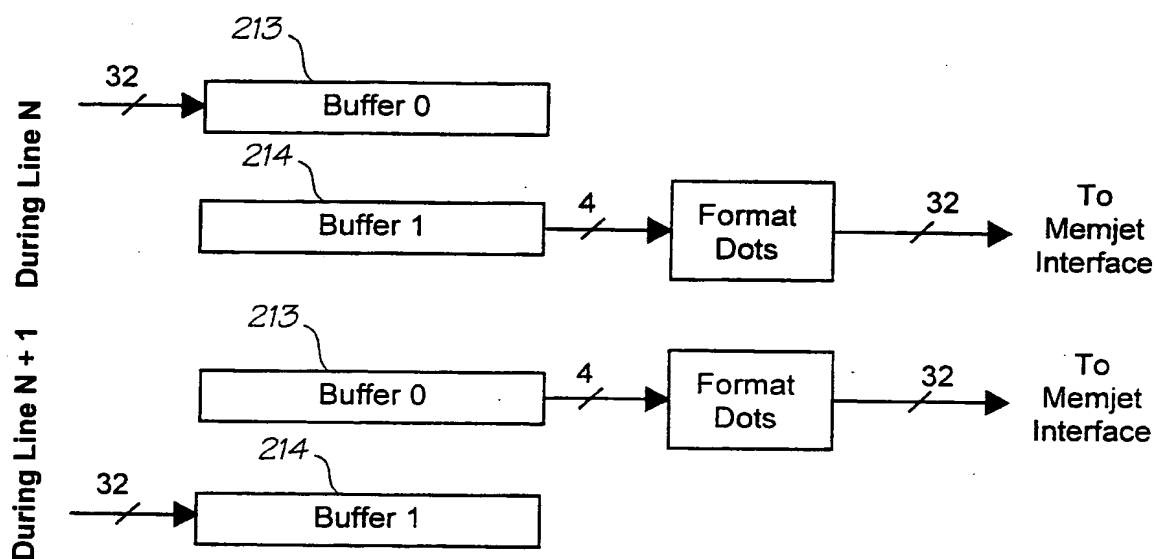 During Line N
213
32
Buffer 0
214
Buffer 1
4
Format
Dots
32
To
Memjet
Interface
During Line N + 1
213
Buffer 0
4
Format
Dots
32
To
Memjet
Interface
214
32
Buffer 1